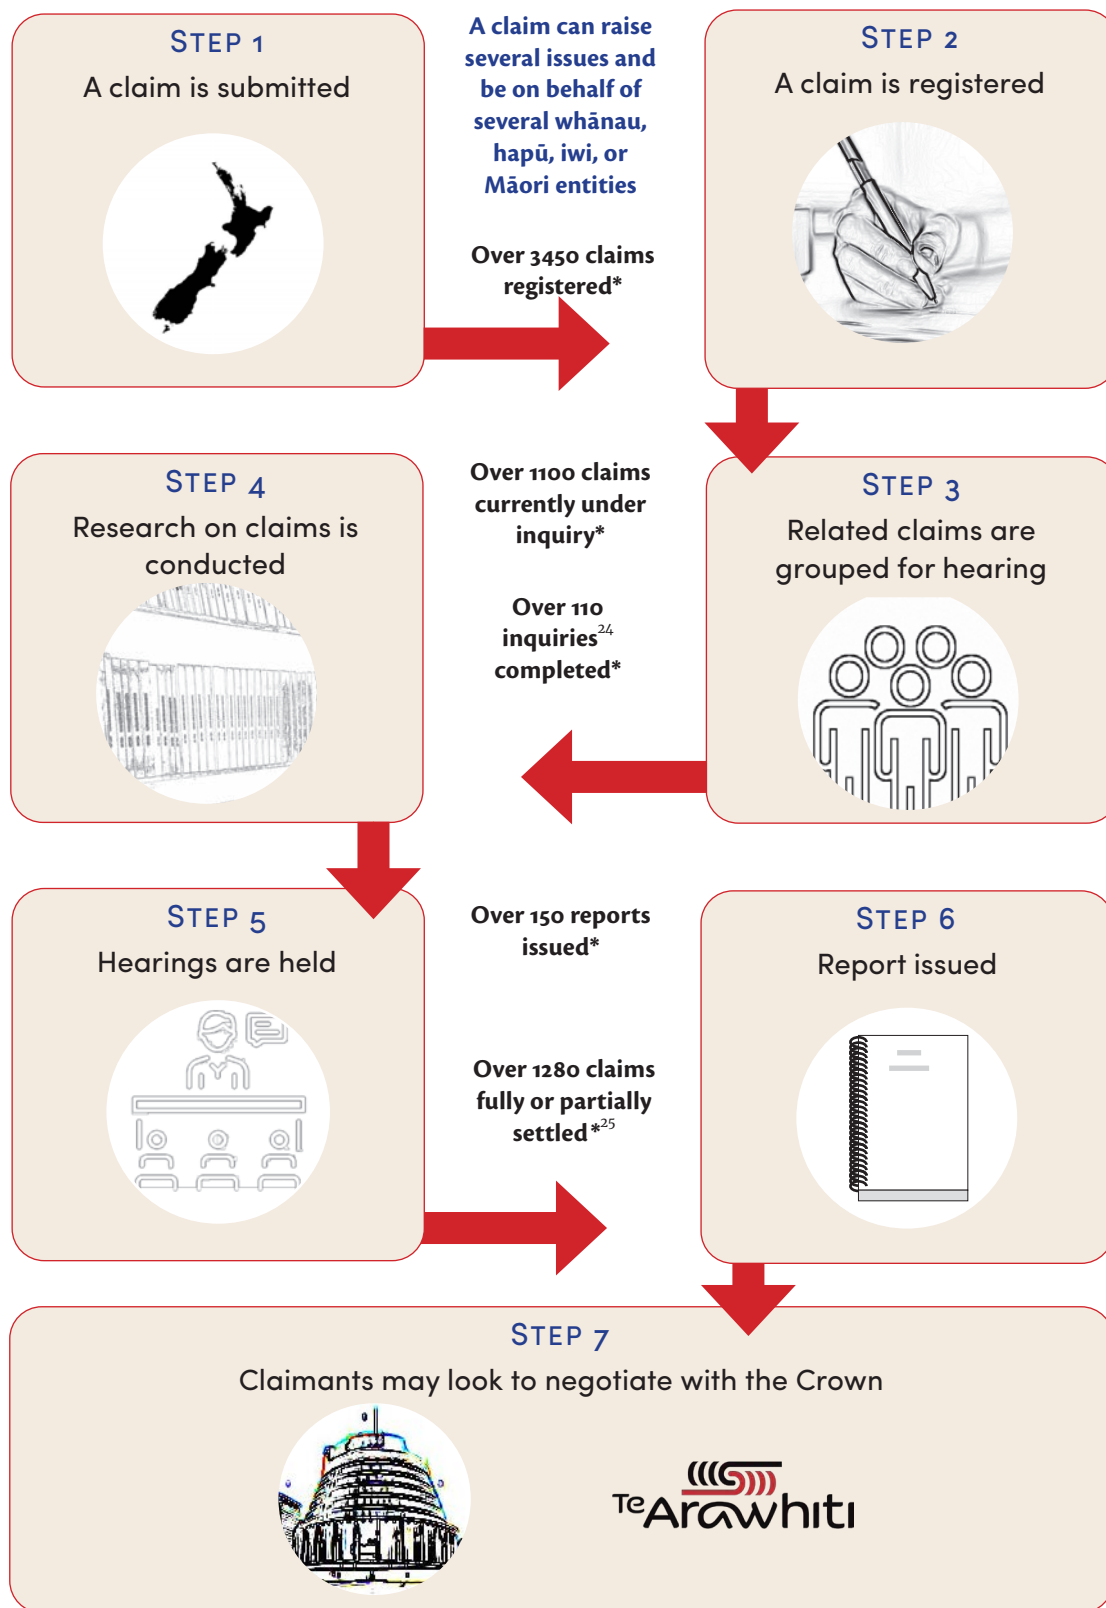 STEP 1
A claim is submitted
A claim can raise
several issues and
be on behalf of
several whānau,
hapū, iwi, or
Māori entities
Over 3450 claims
registered*
STEP 2
A claim is registered
STEP 3
Related claims are
grouped for hearing
Over 1100 claims
currently under
inquiry*
Over 110
inquiries24
completed*
STEP 4
Research on claims is
conducted
STEP 5
Hearings are held
Over 150 reports
issued*
Over 1280 claims
fully or partially
settled*25
STEP 6
Report issued
STEP 7
Claimants may look to negotiate with the Crown
Te Arawhiti